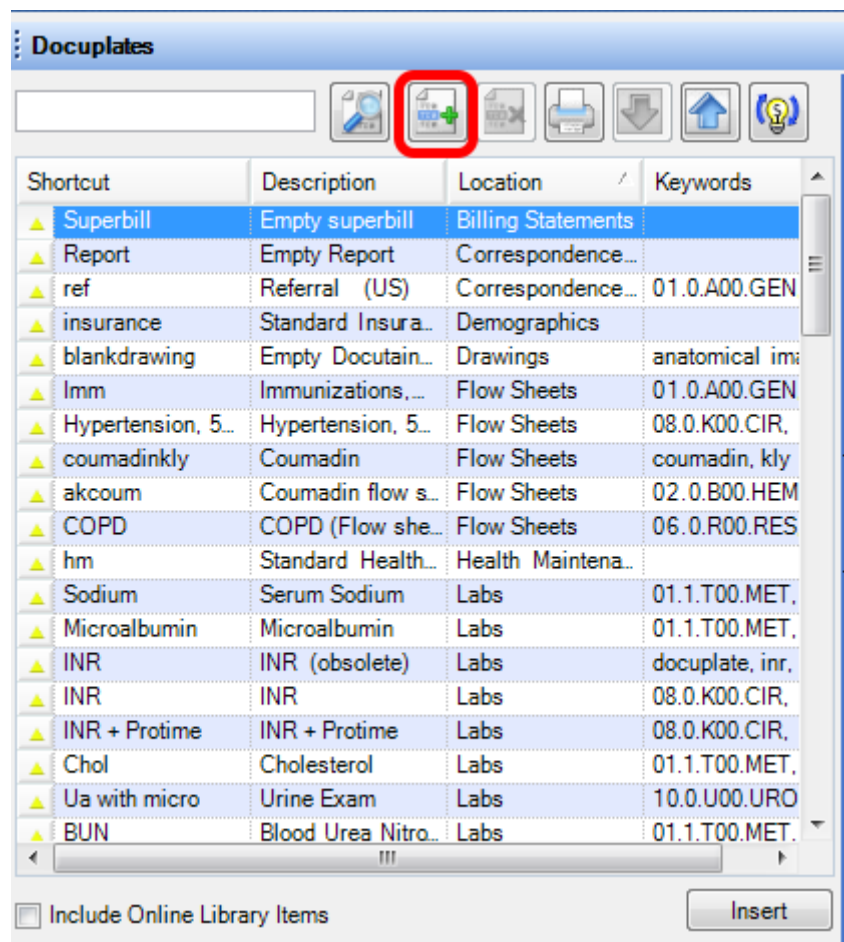 Docuplates
Shortcut Description Location Keywords
Superbill Empty superbill Billing Statements
Report Empty Report Correspondence...
ref Referral (US) Correspondence... 01.0.A00.GEN
insurance Standard Insura... Demographics
blankdrawing Empty Docutain... Drawings anatomical ima
Imm Immunizations,... Flow Sheets 01.0.A00.GEN
Hypertension, 5... Hypertension, 5... Flow Sheets 08.0.K00.CIR,
coumadinkly Coumadin Flow Sheets coumadin, kly
akcoum Coumadin flow s... Flow Sheets 02.0.B00.HEM
COPD COPD (Flow she... Flow Sheets 06.0.R00.RES
hm Standard Health... Health Maintena...
Sodium Serum Sodium Labs 01.1.T00.MET,
Microalbumin Microalbumin Labs 01.1.T00.MET,
INR INR (obsolete) Labs docuplate, inr,
INR INR Labs 08.0.K00.CIR,
INR + Protime INR + Protime Labs 08.0.K00.CIR,
Chol Cholesterol Labs 01.1.T00.MET,
Ua with micro Urine Exam Labs 10.0.U00.URO
BUN Blood Urea Nitro... Labs 01.1.T00.MET.
Include Online Library Items Insert